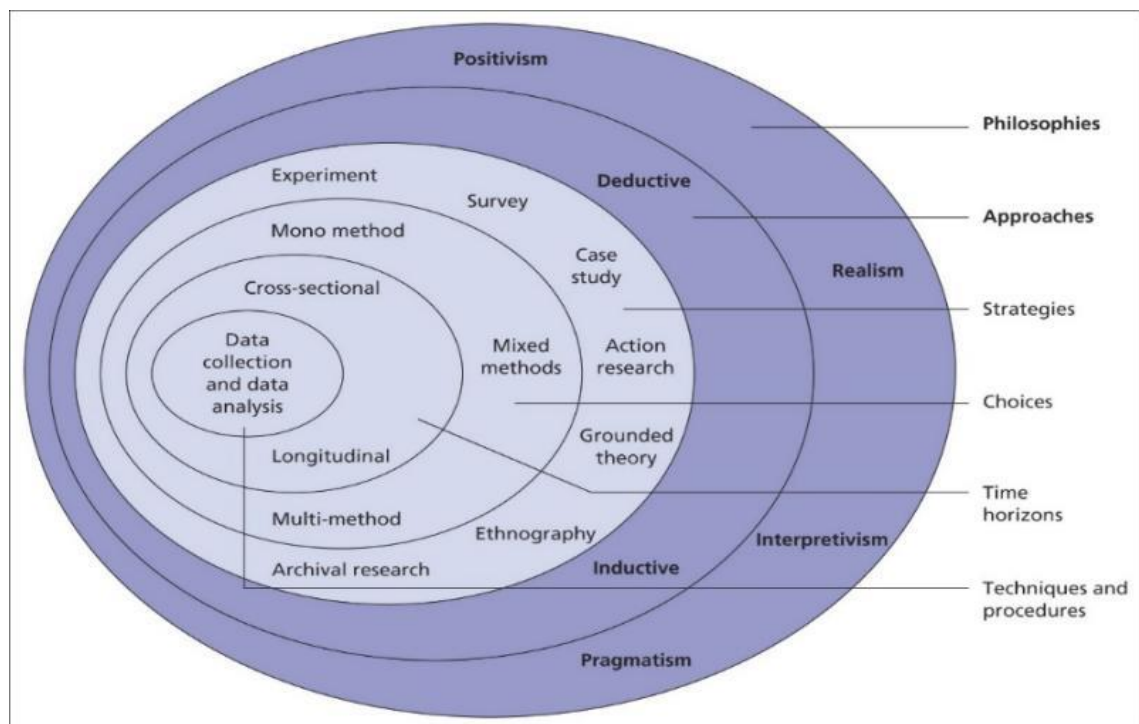 Positivism
Philosophies
Experiment
Deductive
Survey
Approaches
Mono method
Case
study
Realism
Cross-sectional
Strategies
Data
collection
and data
analysis
Mixed
methods
Action
research
Choices
Grounded
theory
Longitudinal
Time
horizons
Multi-method
Ethnography
Interpretivism
Archival research
Inductive
Techniques and
procedures
Pragmatism